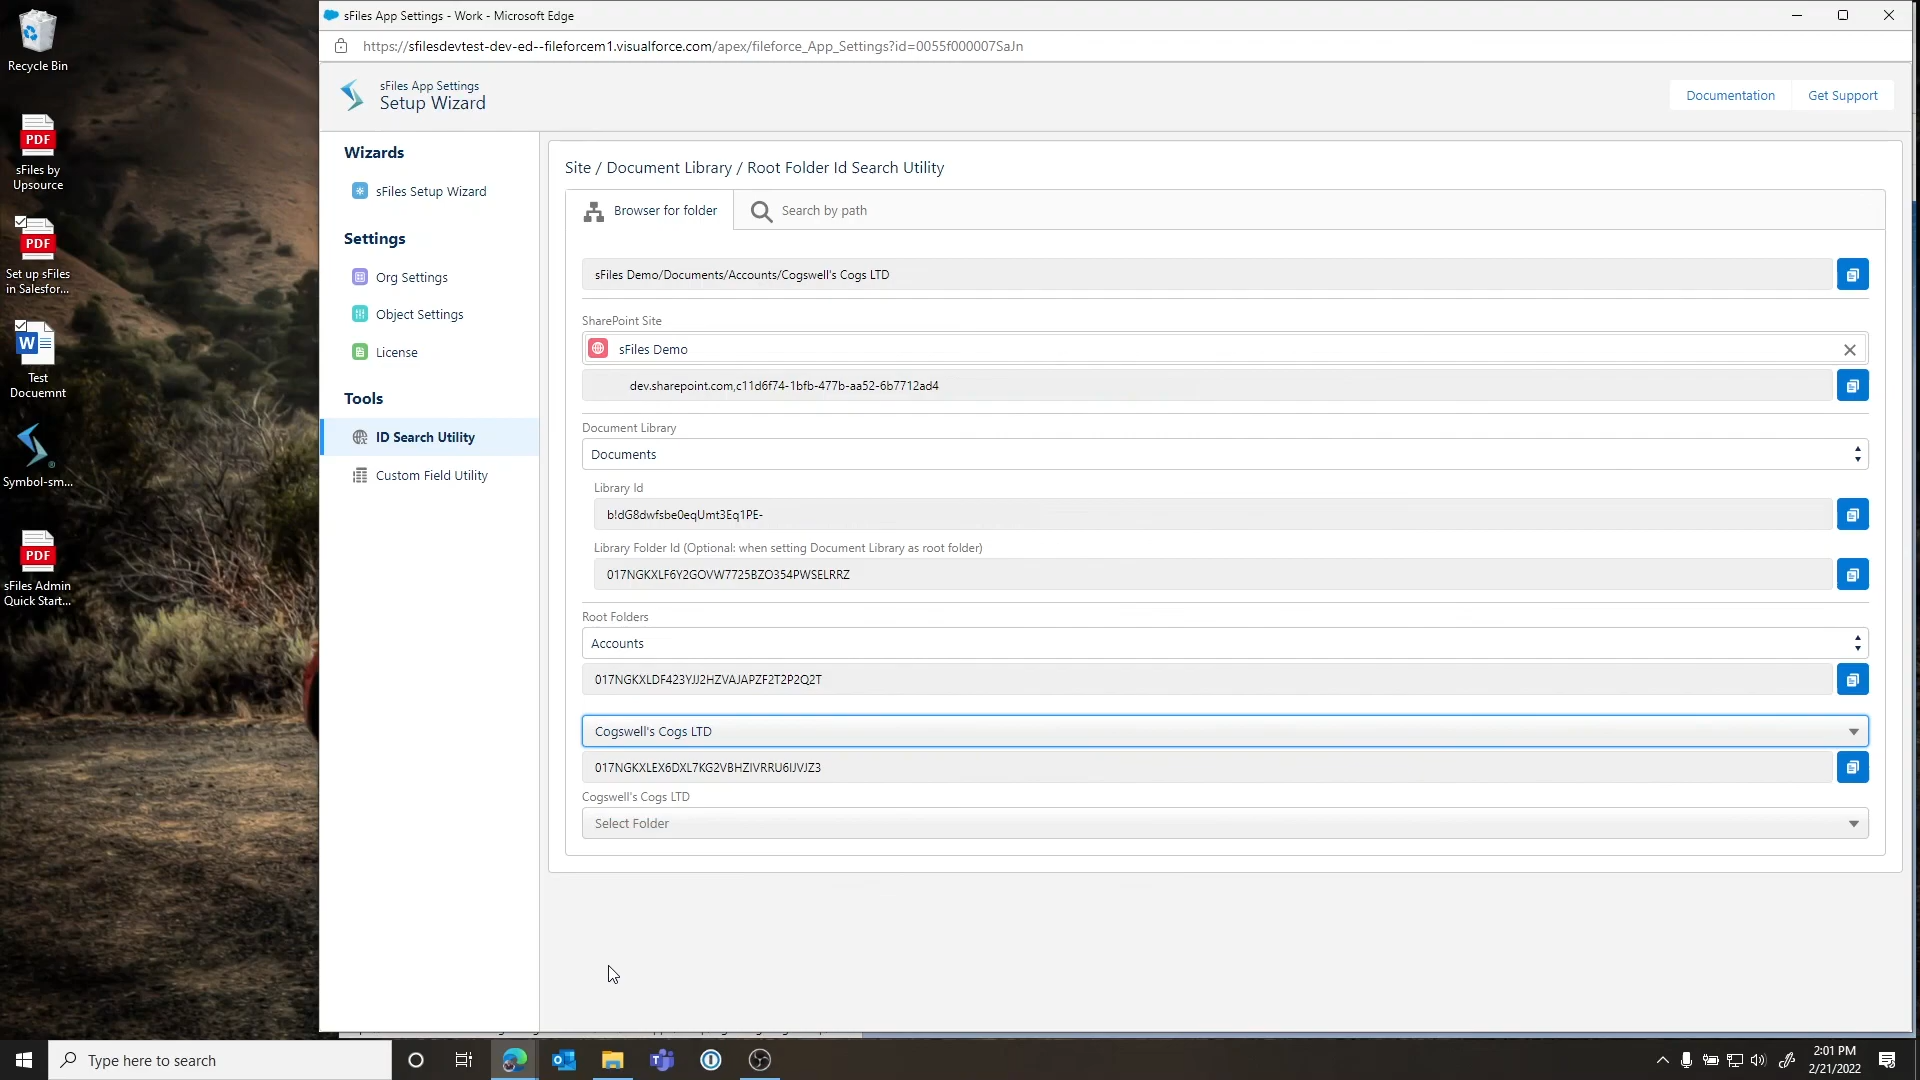 Recycle Bin
PDF
sFiles by
Upsource
PDF
Set up sFiles
in Salesfor...
W
Test
Docuemnt
Symbol-sm...
PDF
sFiles Admin
Quick Start...
sFiles App Settings - Work - Microsoft Edge
https://sfilesdevtest-dev-ed--fileforcem1.visualforce.com/apex/fileforce_App_Settings?id=0055f000007SaJn
sFiles App Settings
Setup Wizard
Documentation
Get Support
Wizards
sFiles Setup Wizard
Settings
Org Settings
Object Settings
License
Tools
ID Search Utility
Custom Field Utility
Site / Document Library / Root Folder Id Search Utility
Browser for folder
Search by path
sFiles Demo/Documents/Accounts/Cogswell's Cogs LTD
SharePoint Site
sFiles Demo
dev.sharepoint.com,c11d6f74-1bfb-477b-aa52-6b7712ad4
Document Library
Documents
Library Id
b!dG8dwfsbe0eqUmt3Eq1PE-
Library Folder Id (Optional: when setting Document Library as root folder)
017NGKXLF6Y2GOVW7725BZO354PWSELRRZ
Root Folders
Accounts
017NGKXLDF423YJJ2HZVAJAPZF2T2P2Q2T
Cogswell's Cogs LTD
017NGKXLEX6DXL7KG2VBHZIVRRU6IJVJZ3
Cogswell's Cogs LTD
Select Folder
Type here to search
2:01 PM
2/21/2022